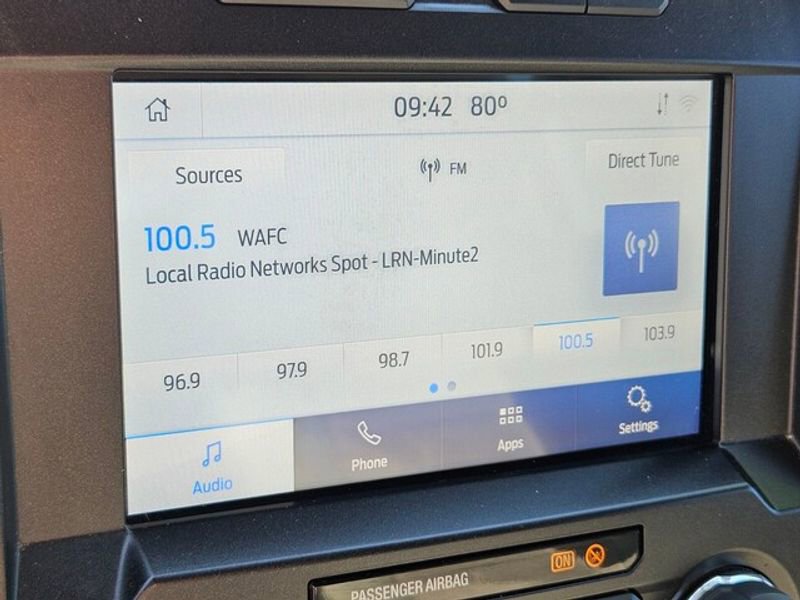 09:42 80º
Sources
FM
Direct Tune
100.5 WAFC
Local Radio Networks Spot - LRN-Minute2
96.9 97.9 98.7 101.9 100.5 103.9
Audio Phone Apps Settings
PASSENGER AIRBAG ON